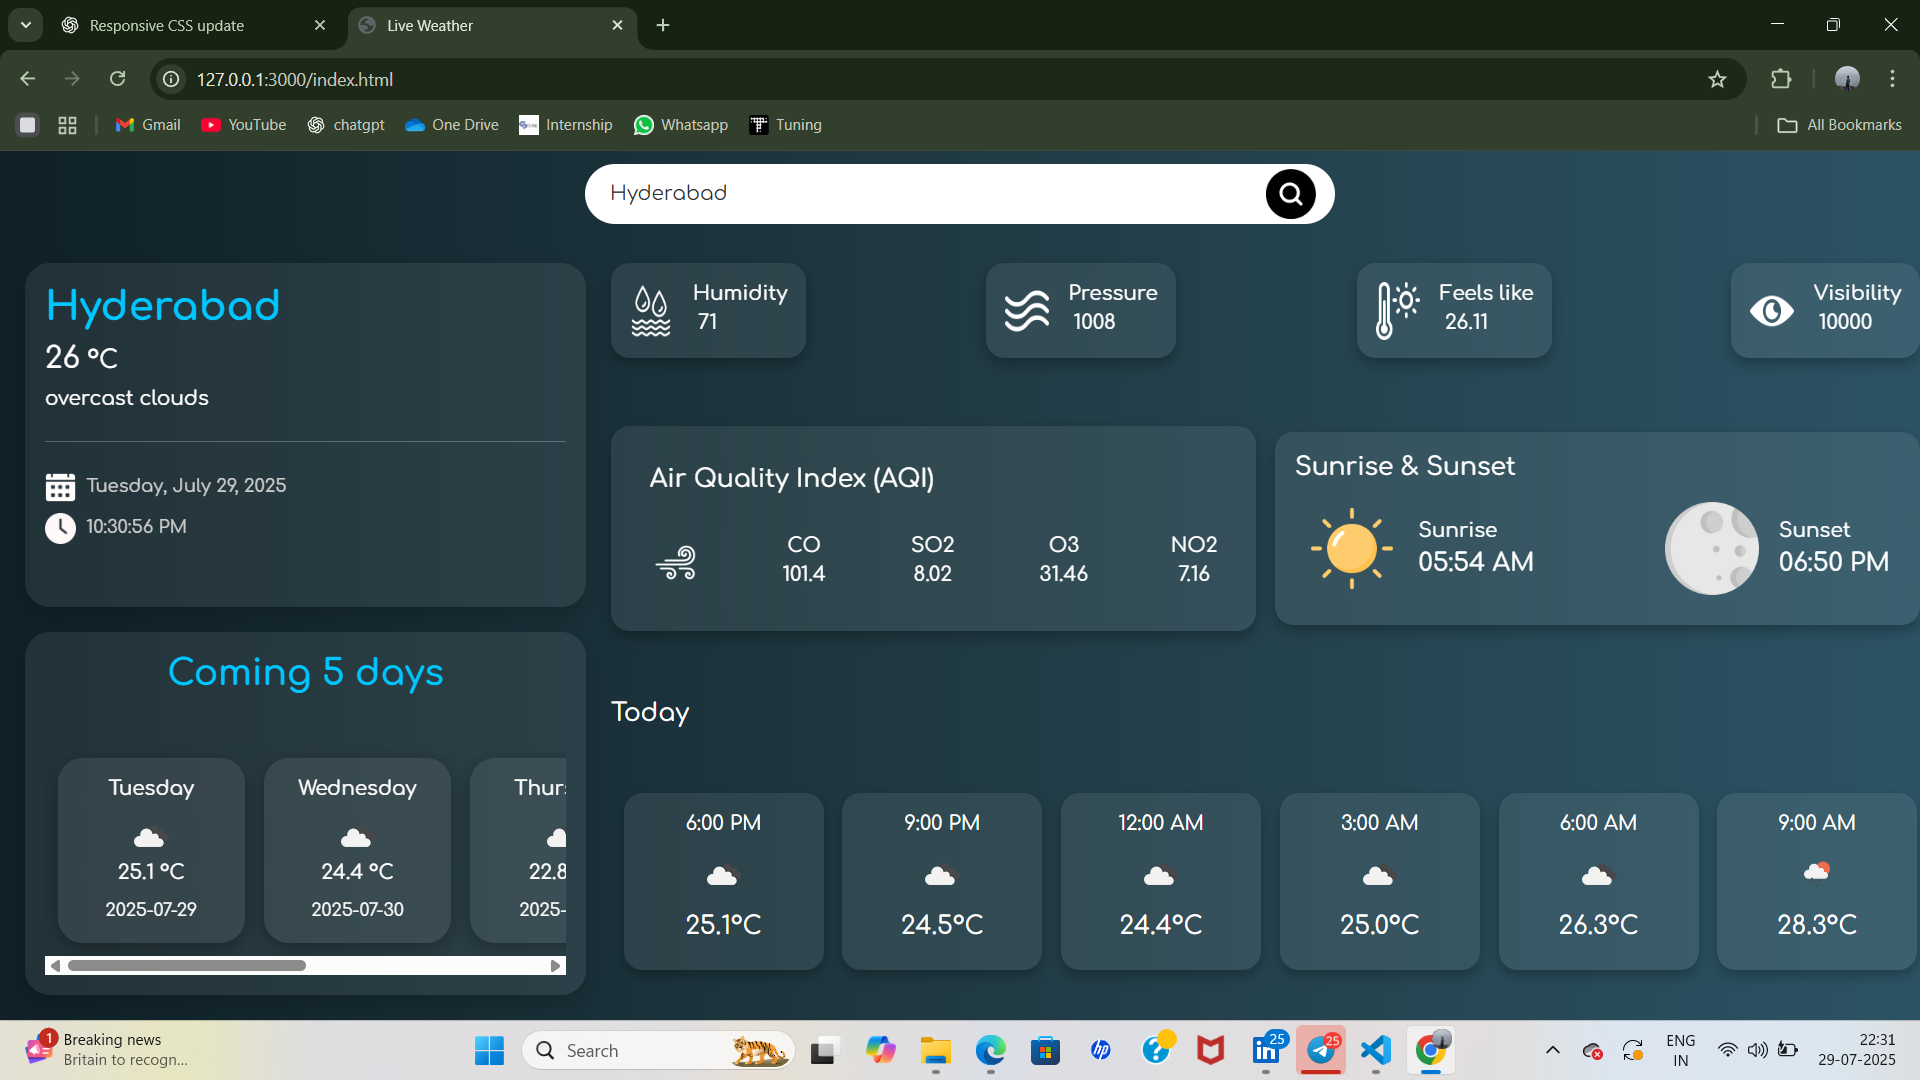 Responsive CSS update
Live Weather
127.0.0.1:3000/index.html
Gmail
YouTube
chatgpt
One Drive
Internship
Whatsapp
Tuning
All Bookmarks
Hyderabad
Hyderabad
26 °C
overcast clouds
Tuesday, July 29, 2025
10:30:56 PM
Humidity
71
Pressure
1008
Feels like
26.11
Visibility
10000
Air Quality Index (AQI)
CO SO2 O3 NO2
101.4 8.02 31.46 7.16
Sunrise & Sunset
Sunrise
05:54 AM
Sunset
06:50 PM
Coming 5 days
Tuesday
25.1 °C
2025-07-29
Wednesday
24.4 °C
2025-07-30
Thurs
22.8
2025-
Today
6:00 PM 9:00 PM 12:00 AM 3:00 AM 6:00 AM 9:00 AM
25.1°C 24.5°C 24.4°C 25.0°C 26.3°C 28.3°C
1
Breaking news
Britain to recogn...
Search
hp
?
in
25
25
ENG
IN
22:31
29-07-2025